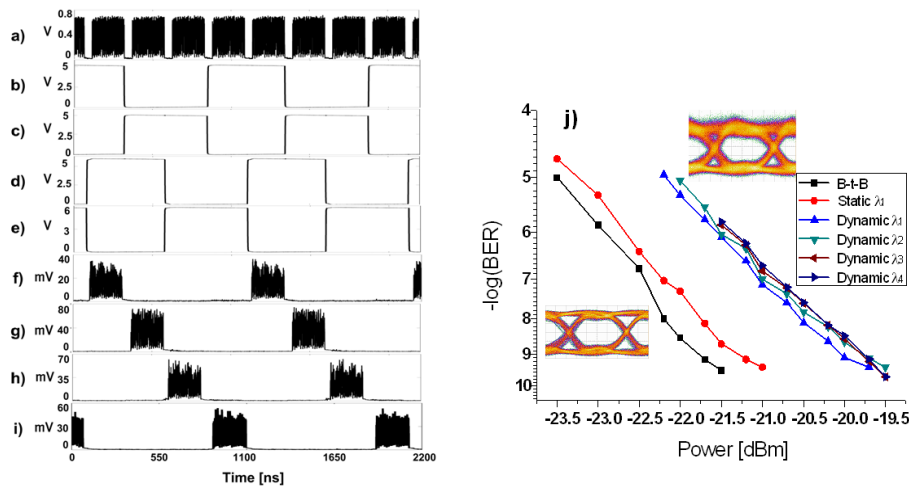 a) V 0.8
0.4
0
b) V 5
2.5
0
c) V 5
2.5
0
d) V 5
2.5
0
e) V 6
3
0
f) mV 40
20
0
g) mV 80
40
0
h) mV 70
35
0
i) mV 60
30
0
0 550 1100 1650 2200
Time [ns]
j)
4
5
6
7
8
9
10
-log(BER)
B-t-B
Static λ1
Dynamic λ1
Dynamic λ2
Dynamic λ3
Dynamic λ4
-23.5 -23.0 -22.5 -22.0 -21.5 -21.0 -20.5 -20.0 -19.5
Power [dBm]